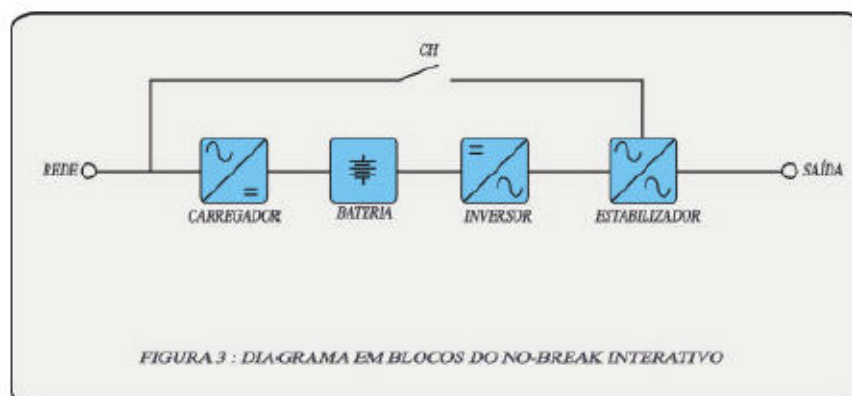 CH
REDE
SAÍDA
CARREGADOR
BATERIA
INVERSOR
ESTABILIZADOR
FIGURA 3 : DIAGRAMA EM BLOCOS DO NO-BREAK INTERATIVO